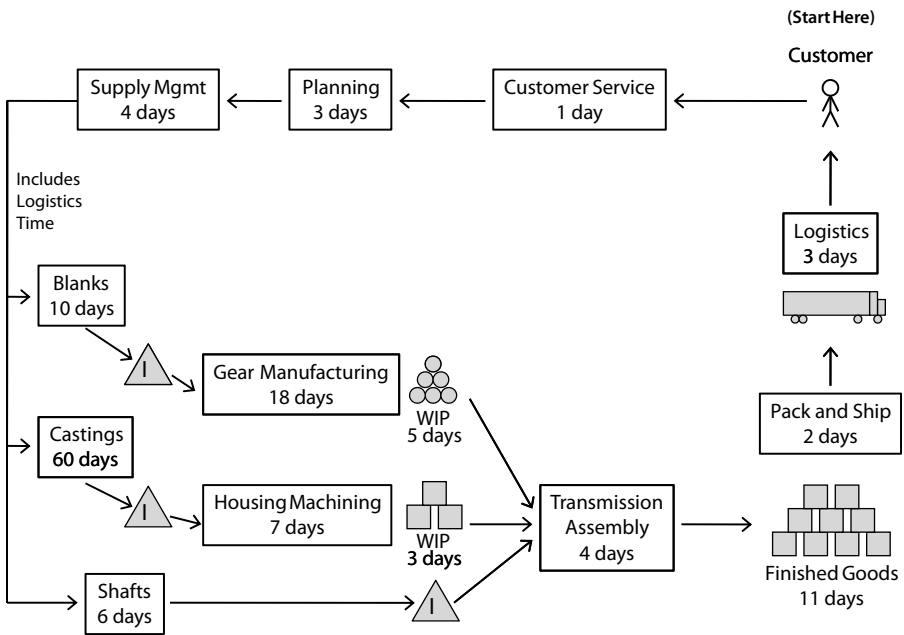 (Start Here)
Customer
Supply Mgmt
4 days
Planning
3 days
Customer Service
1 day
Includes
Logistics
Time
Logistics
3 days
Blanks
10 days
I
Gear Manufacturing
18 days
WIP
5 days
Pack and Ship
2 days
Castings
60 days
I
Housing Machining
7 days
WIP
3 days
Transmission
Assembly
4 days
Finished Goods
11 days
Shafts
6 days
I